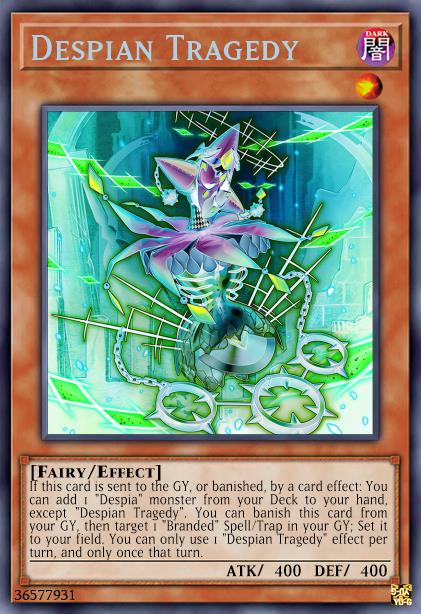 Despian Tragedy
DARK
闇
[Fairy/Effect]
If this card is sent to the GY, or banished, by a card effect: You
can add 1 "Despia" monster from your Deck to your hand,
except "Despian Tragedy". You can banish this card
from your GY, then target 1 "Branded" Spell/Trap in your GY; Set it
to your field. You can only use 1 "Despian Tragedy" effect per
turn, and only once that turn.
ATK/ 400 DEF/ 400
36577931